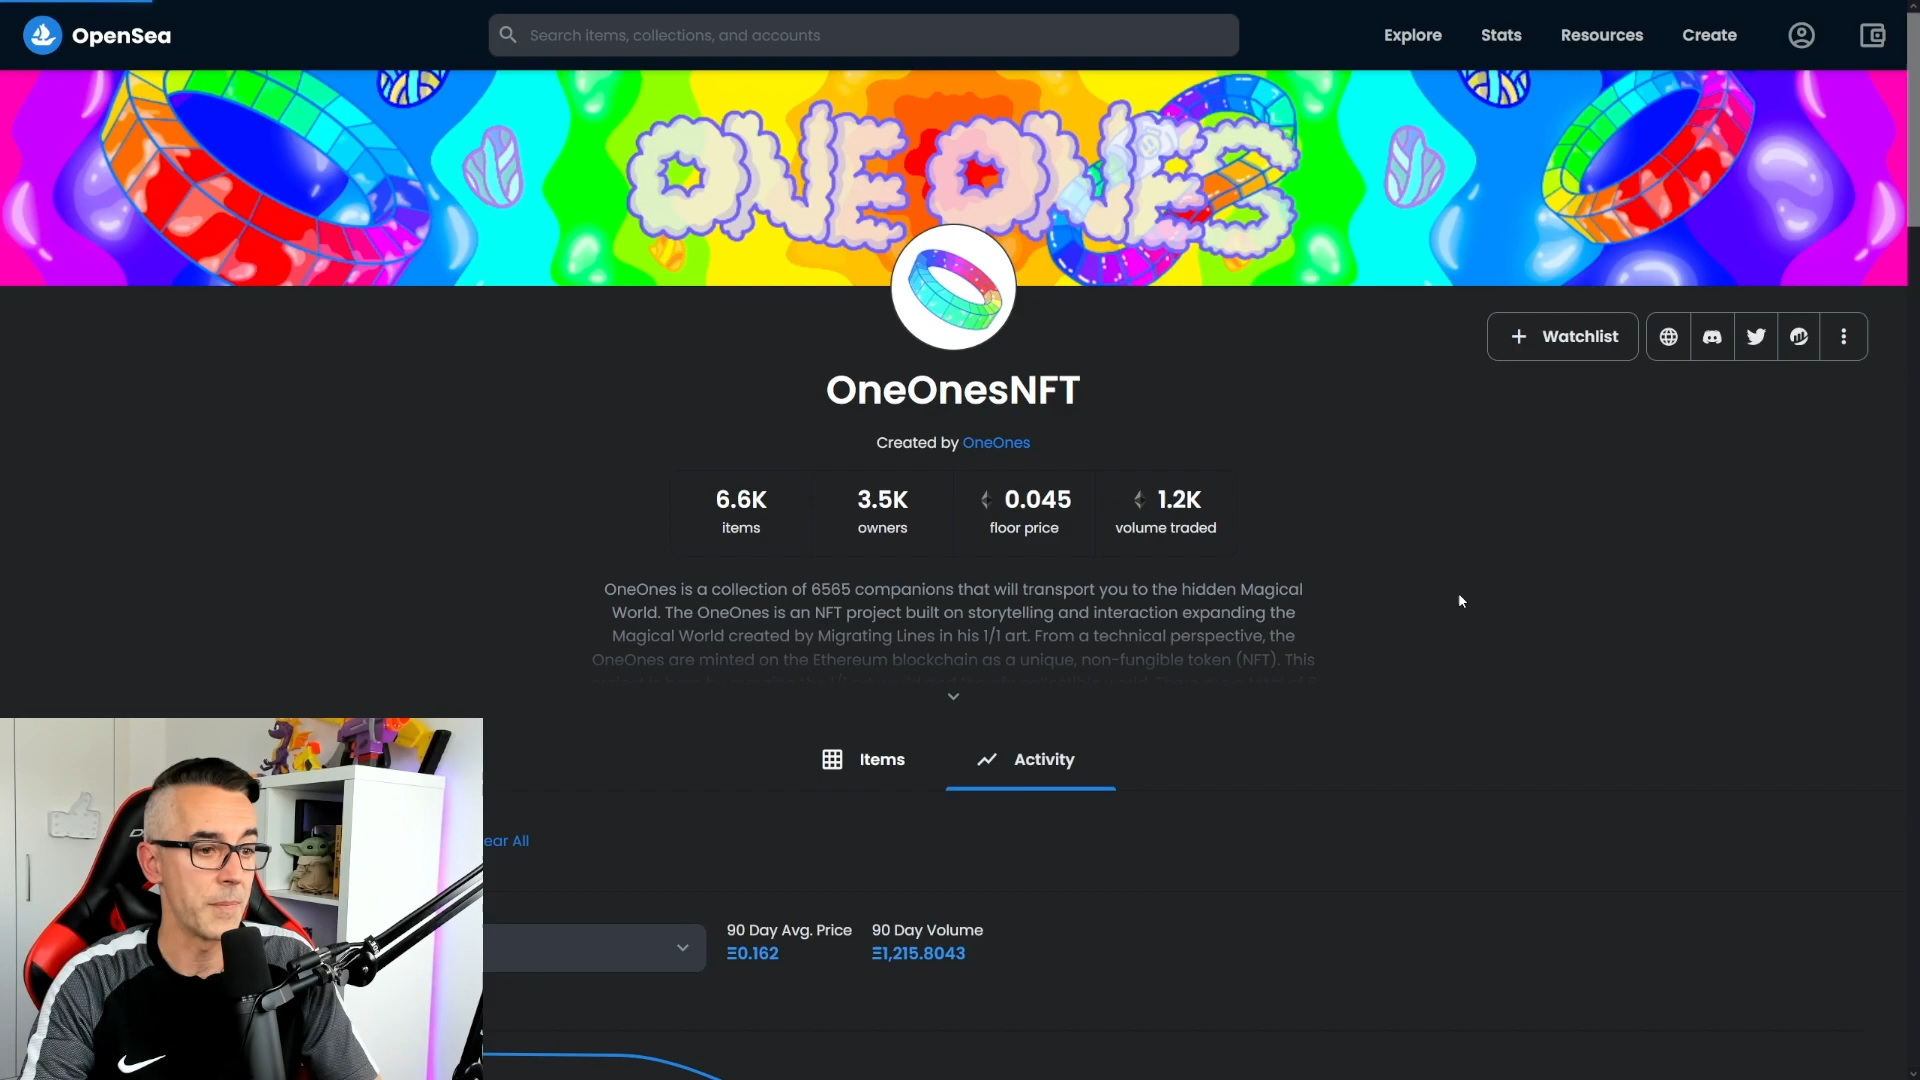 OpenSea
Search items, collections, and accounts
Explore
Stats
Resources
Create
ONE ONES
Watchlist
OneOnesNFT
Created by OneOnes
6.6K
3.5K
0.045
1.2K
items
owners
floor price
volume traded
OneOnes is a collection of 6565 companions that will transport you to the hidden Magical
World. The OneOnes is an NFT project built on storytelling and interaction expanding the
Magical World created by Migrating Lines in his 1/1 art. From a technical perspective, the
OneOnes are minted on the Ethereum blockchain as a unique, non-fungible token (NFT). This
Items
Activity
ear All
90 Day Avg. Price
90 Day Volume
Ξ0.162
Ξ1,215.8043